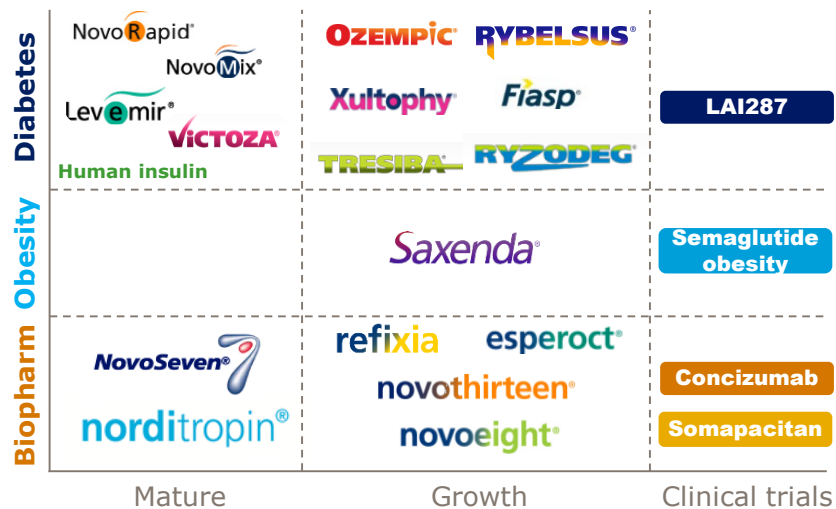 Diabetes
NovoRapid®
NovoMix®
Levemir®
VICTOZA®
Human insulin
OZEMPIC®
RYBELSUS®
Xultophy®
Fiasp®
TRESIBA®
RYZODEG®
LAI287
Obesity
Saxenda®
Semaglutide
obesity
Biopharm
NovoSeven®
norditropin®
refixia
esperoct®
novothirteen®
novoeight®
Concizumab
Somapacitan
Mature
Growth
Clinical trials